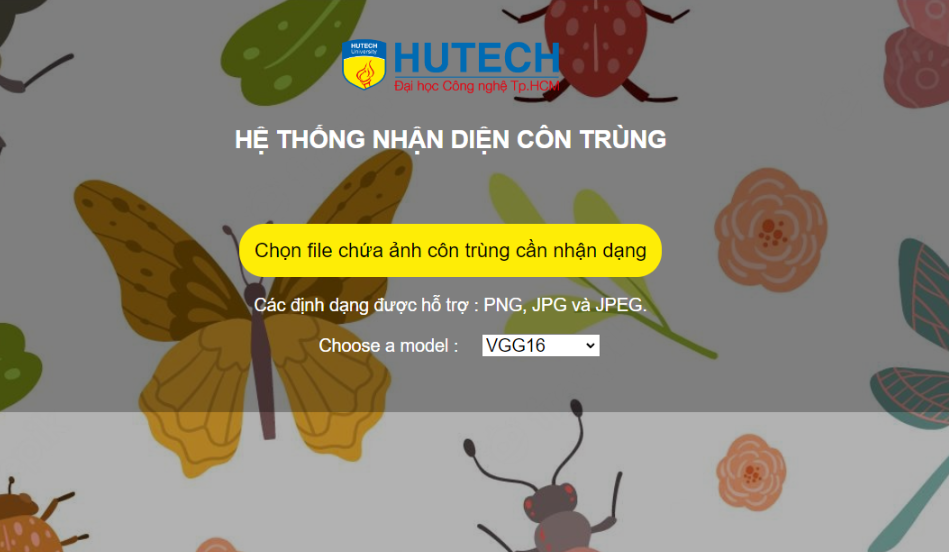 HUTECH
University
HUTECH
Đại học Công nghệ Tp.HCM
HỆ THỐNG NHẬN DIỆN CÔN TRÙNG
Chọn file chứa ảnh côn trùng cần nhận dạng
Các định dạng được hỗ trợ : PNG, JPG và JPEG.
Choose a model : VGG16